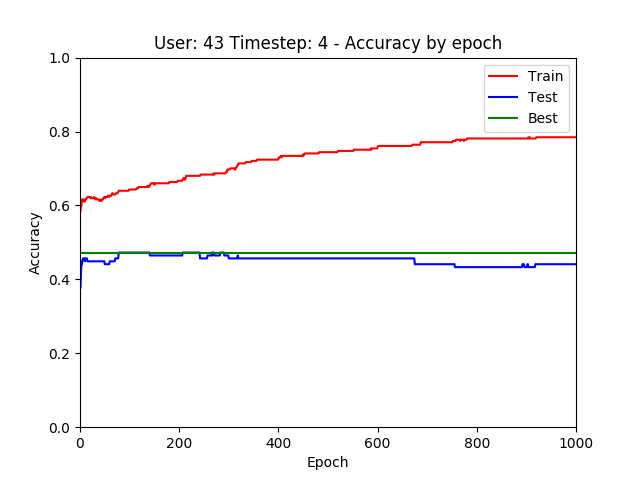 User: 43 Timestep: 4 - Accuracy by epoch
1.0
0.8
0.6
0.4
0.2
0.0
Accuracy
Train
Test
Best
0 200 400 600 800 1000
Epoch